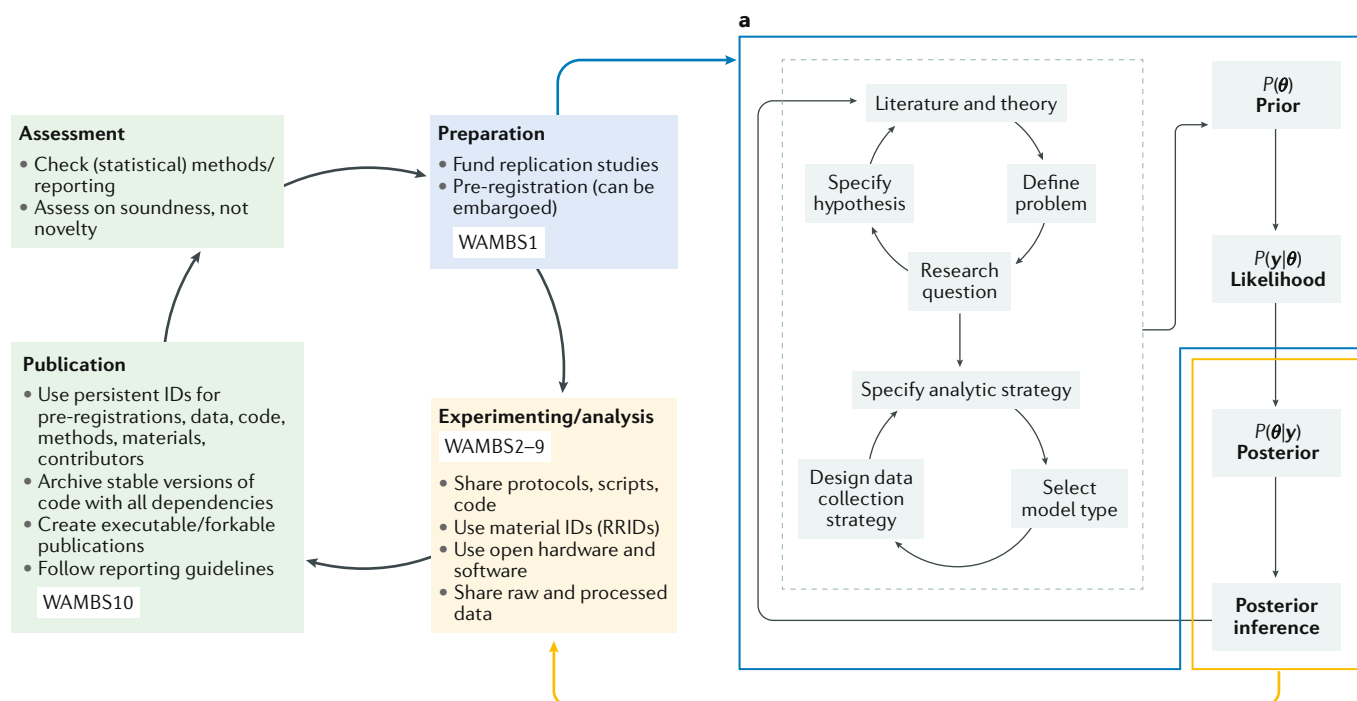 a
Assessment
• Check (statistical) methods/
reporting
• Assess on soundness, not
novelty
Preparation
• Fund replication studies
• Pre-registration (can be
embargoed)
WAMBS1
Publication
• Use persistent IDs for
pre-registrations, data, code,
methods, materials,
contributors
• Archive stable versions of
code with all dependencies
• Create executable/forkable
publications
• Follow reporting guidelines
WAMBS10
Experimenting/analysis
WAMBS2–9
• Share protocols, scripts,
code
• Use material IDs (RRIDs)
• Use open hardware and
software
• Share raw and processed
data
Literature and theory
Specify
hypothesis
Define
problem
Research
question
Specify analytic strategy
Design data
collection
strategy
Select
model type
P(θ)
Prior
P(y|θ)
Likelihood
P(θ|y)
Posterior
Posterior
inference